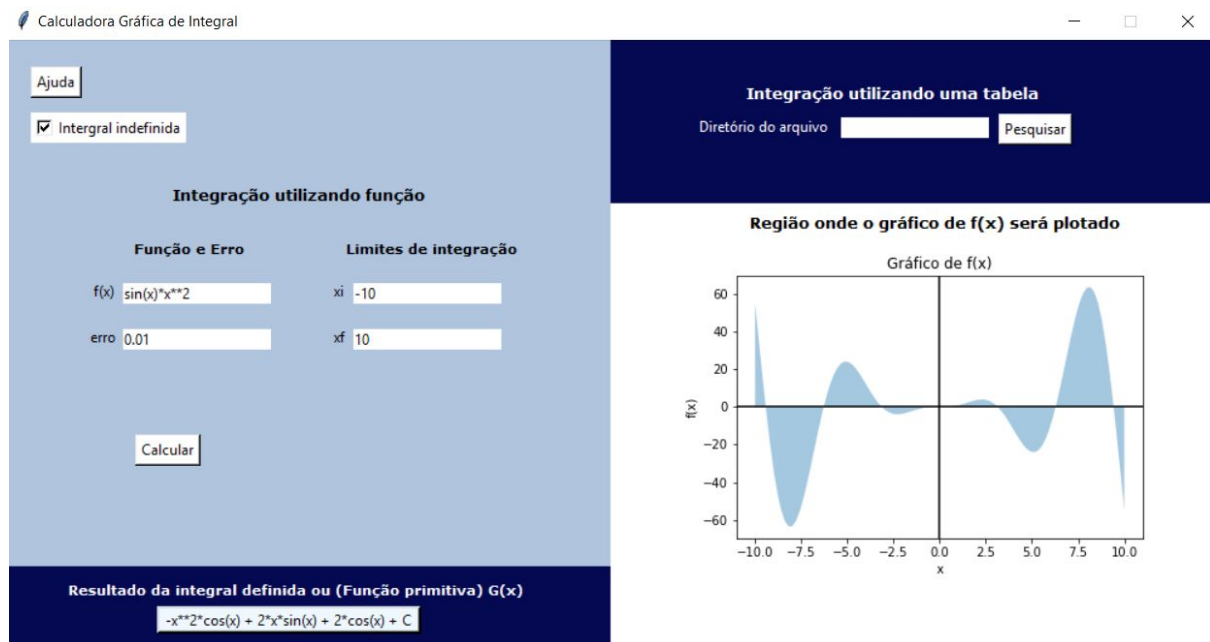 Calculadora Gráfica de Integral
Ajuda
Intergral indefinida
Integração utilizando função
Função e Erro
Limites de integração
f(x) sin(x)*x**2
xi -10
erro 0.01
xf 10
Calcular
Resultado da integral definida ou (Função primitiva) G(x)
-x**2*cos(x) + 2*x*sin(x) + 2*cos(x) + C
Integração utilizando uma tabela
Diretório do arquivo
Pesquisar
Região onde o gráfico de f(x) será plotado
Gráfico de f(x)
60
40
20
0
−20
−40
−60
f(x)
−10.0 −7.5 −5.0 −2.5 0.0 2.5 5.0 7.5 10.0
x